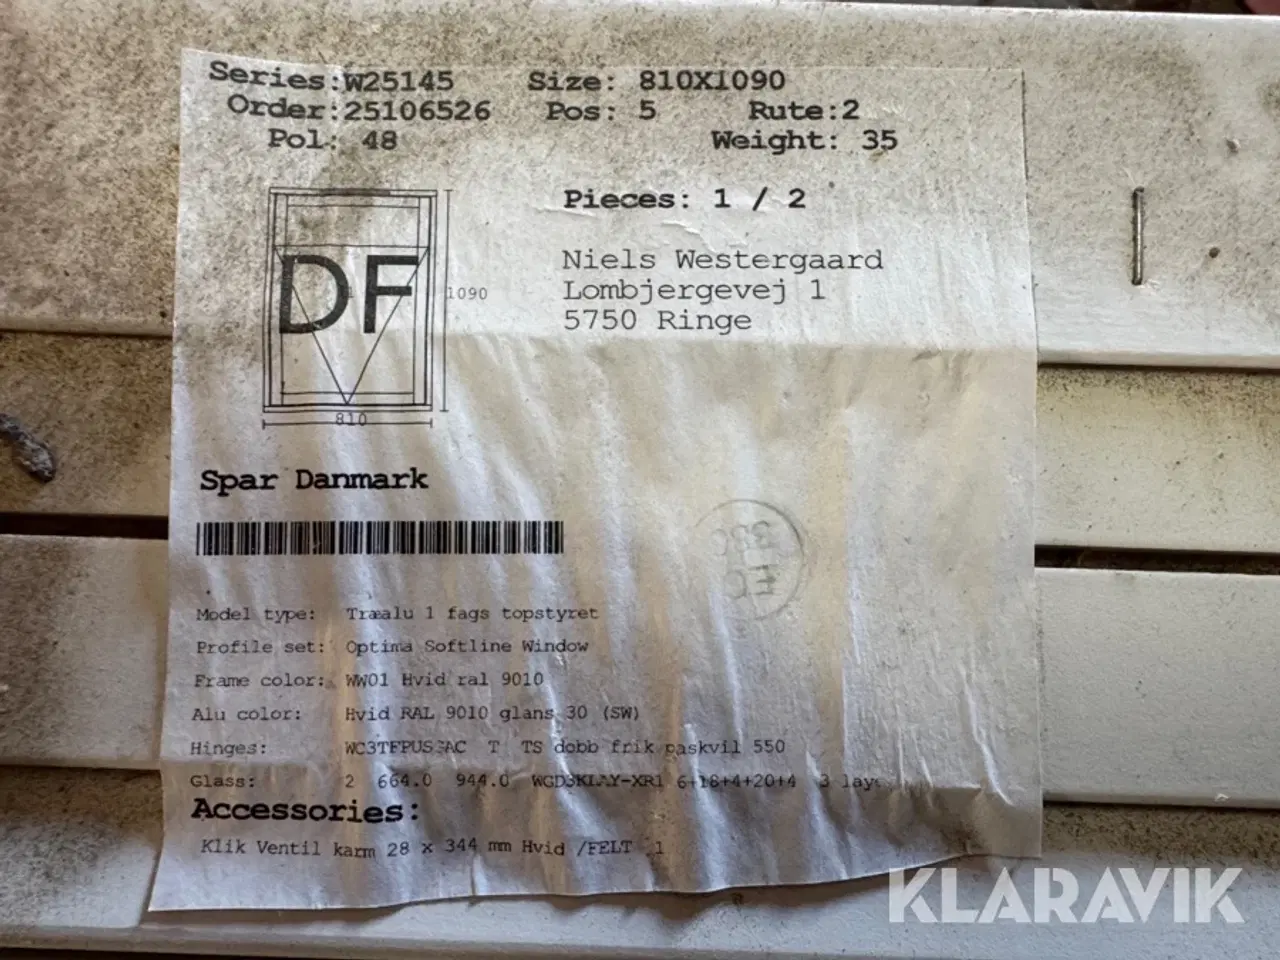 Series:W25145 Size: 810X1090
Order:25106526 Pos: 5 Rute:2
Pol: 48 Weight: 35
Pieces: 1 / 2
Niels Westergaard
Lombjergevej 1
5750 Ringe
DF
1090
810
Spar Danmark
Model type: Træalu 1 fags topstyret
Profile set: Optima Softline Window
Frame color: WW01 Hvid ral 9010
Alu color: Hvid RAL 9010 glans 30 (SW)
Hinges: T TS dobb frik paskvil 550
Glass: 2 664.0 944.0 WGD3KLAY-XR1 6+18+4+20+4 3
Accessories:
Klik Ventil karm 28 x 344 mm Hvid /FELT 1
KLARAVIK